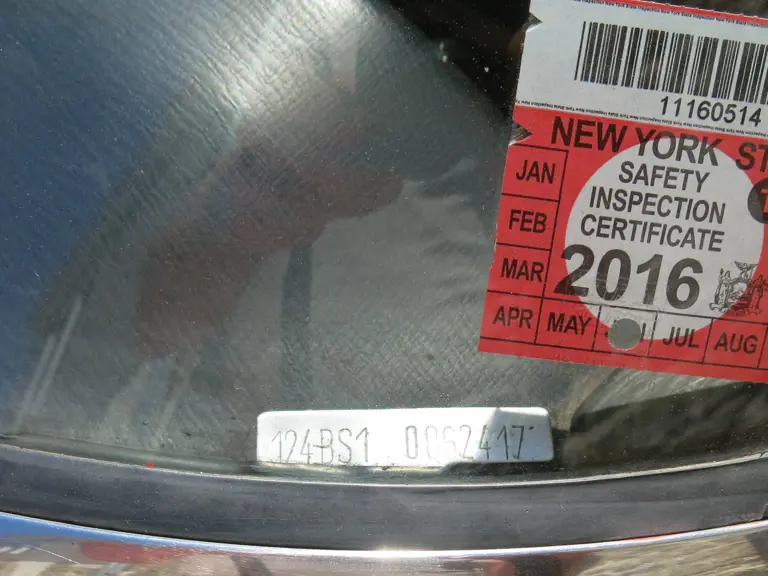 11160514
NEW YORK ST
SAFETY
INSPECTION
CERTIFICATE
2016
JAN
FEB
MAR
APR MAY JUL AUG
124BS1 0062417